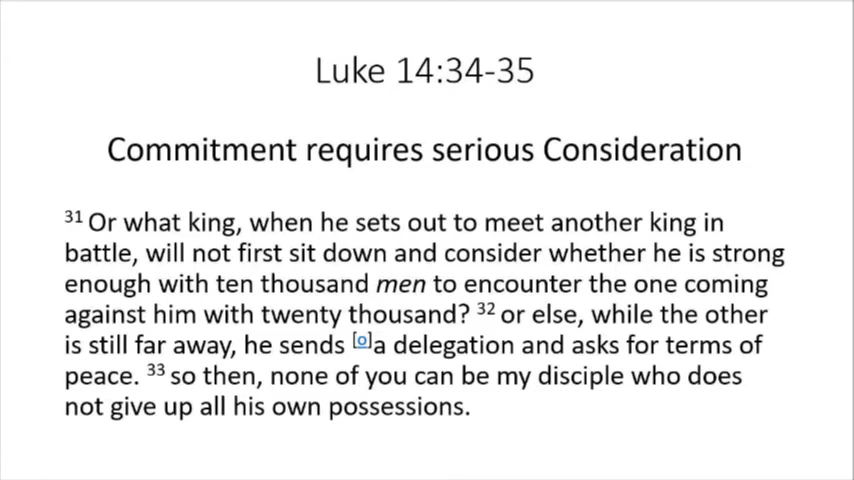 Luke 14:34-35
Commitment requires serious Consideration
31 Or what king, when he sets out to meet another king in
battle, will not first sit down and consider whether he is strong
enough with ten thousand men to encounter the one coming
against him with twenty thousand? 32 or else, while the other
is still far away, he sends [o]a delegation and asks for terms of
peace. 33 so then, none of you can be my disciple who does
not give up all his own possessions.